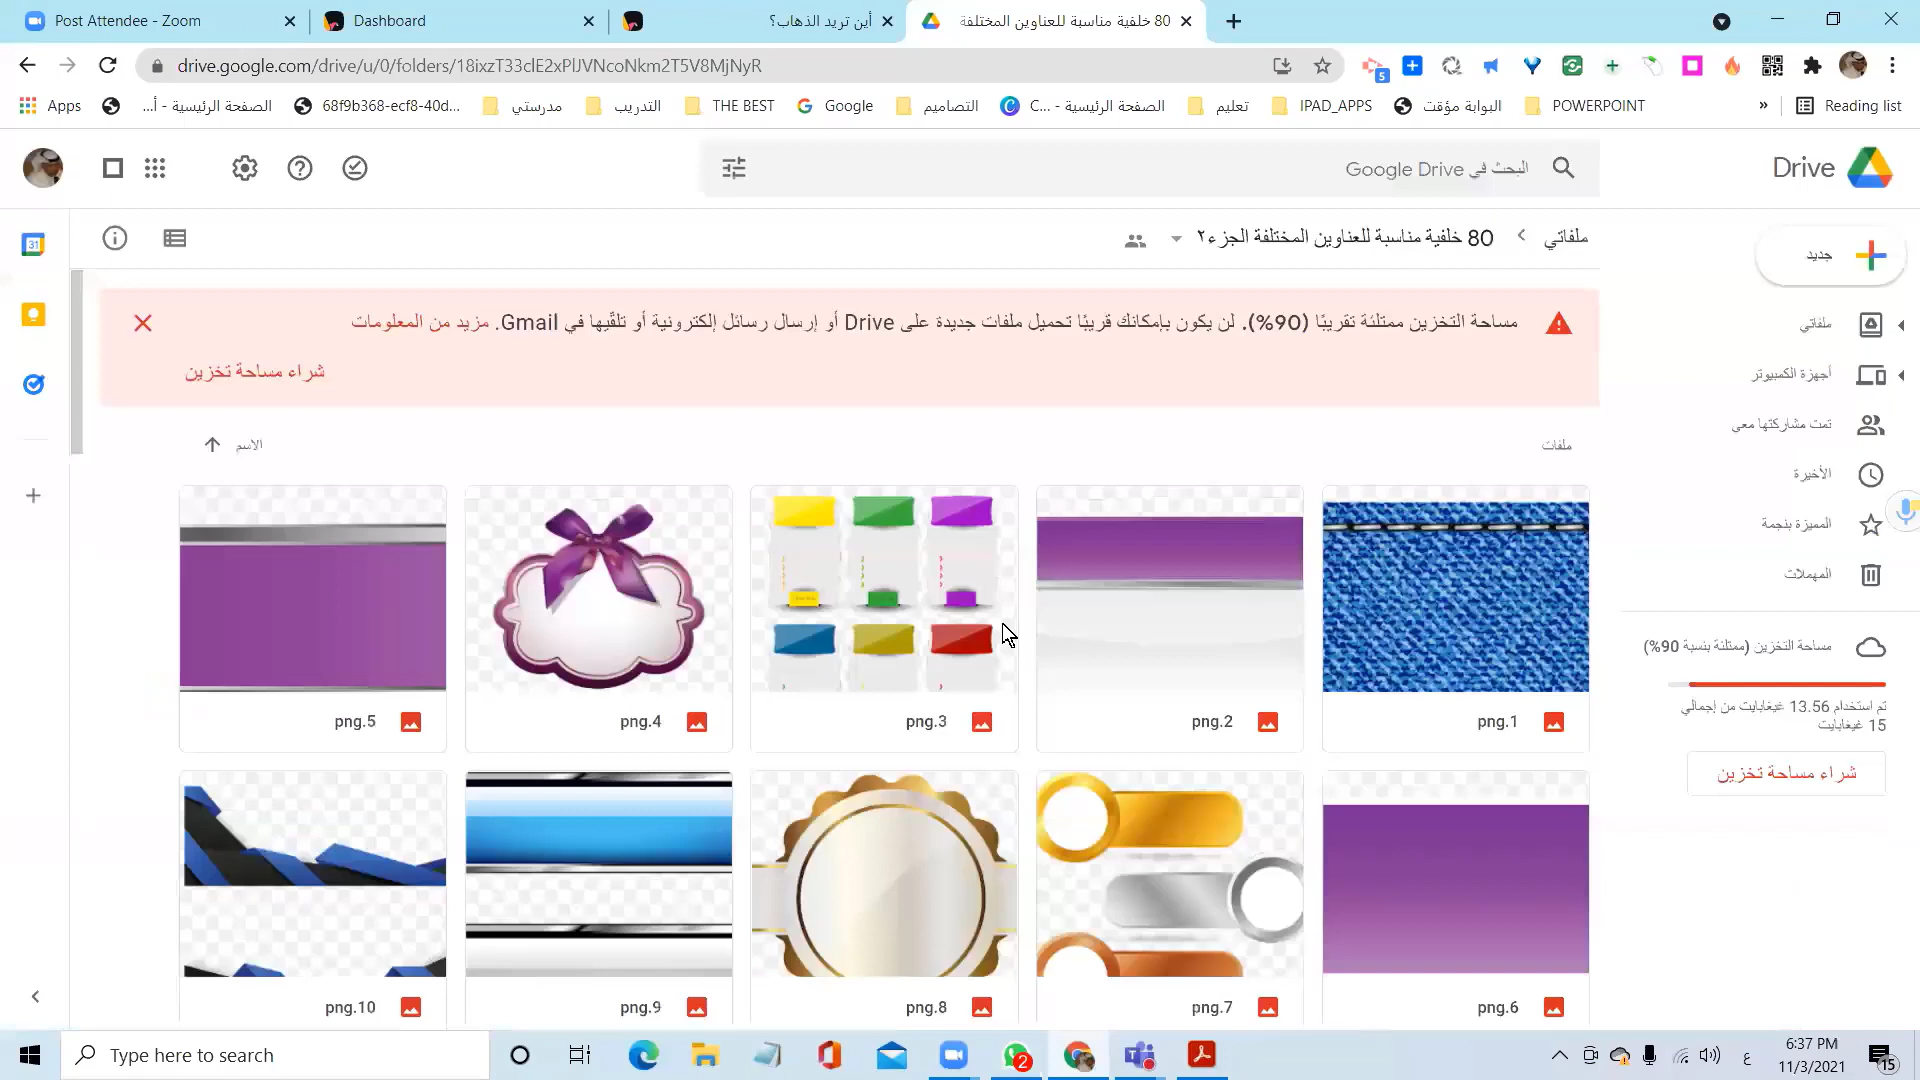 Post Attendee - Zoom
Dashboard
أين تريد الذهاب؟
80 خلفية مناسبة للعناوين المختلفة
drive.google.com/drive/u/0/folders/18ixzT33clE2xPlJVNcoNkm2T5V8MjNyR
5
Apps
الصفحة الرئيسية - أ...
68f9b368-ecf8-40d...
مدرستي
التدريب
THE BEST
Google
التصاميم
الصفحة الرئيسية - C...
تعليم
IPAD_APPS
البوابة مؤقت
POWERPOINT
»
Reading list
البحث في Google Drive
Drive
ملفاتي
80 خلفية مناسبة للعناوين المختلفة الجزء٢
جديد
31
مساحة التخزين ممتلئة تقريبًا (90%). لن يكون بإمكانك قريبًا تحميل ملفات جديدة على Drive أو إرسال رسائل إلكترونية أو تلقّيها في Gmail. مزيد من المعلومات
شراء مساحة تخزين
ملفاتي
أجهزة الكمبيوتر
تمت مشاركتها معي
الأخيرة
المميّزة بنجمة
المهملات
مساحة التخزين (ممتلئة بنسبة 90%)
تم استخدام 13.56 غيغابايت من إجمالي
15 غيغابايت
شراء مساحة تخزين
ملفات
الاسم
png.1
png.2
png.3
png.4
png.5
png.6
png.7
png.8
png.9
png.10
Type here to search
2
ع
6:37 PM
11/3/2021
15